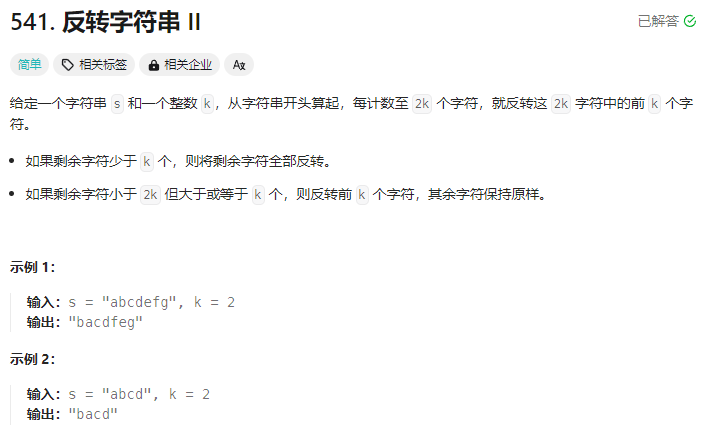 541. 反转字符串 II
已解答
简单 相关标签 相关企业 Aa
给定一个字符串 s 和一个整数 k，从字符串开头算起，每计数至 2k 个字符，就反转这 2k 字符中的前 k 个字
符。
• 如果剩余字符少于 k 个，则将剩余字符全部反转。
• 如果剩余字符小于 2k 但大于或等于 k 个，则反转前 k 个字符，其余字符保持原样。
示例 1：
输入：s = "abcdefg", k = 2
输出："bacdfeg"
示例 2：
输入：s = "abcd", k = 2
输出："bacd"